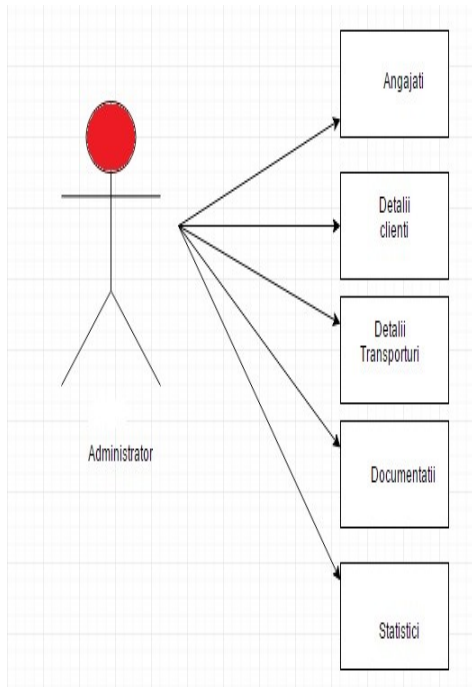 Angajati
Detalii
clienti
Detalii
Transporturi
Administrator
Documentatii
Statistici